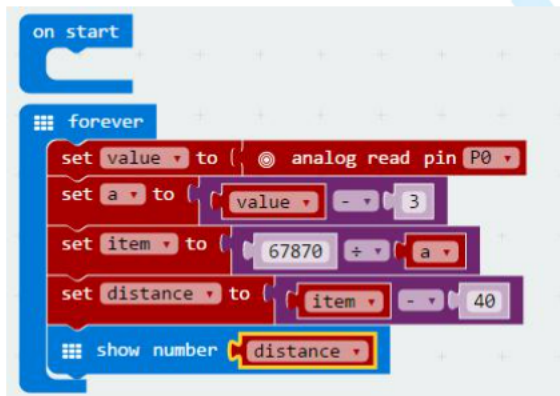 on start
forever
set value to analog read pin P0
set a to value - 3
set item to 67870 ÷ a
set distance to item - 40
show number distance